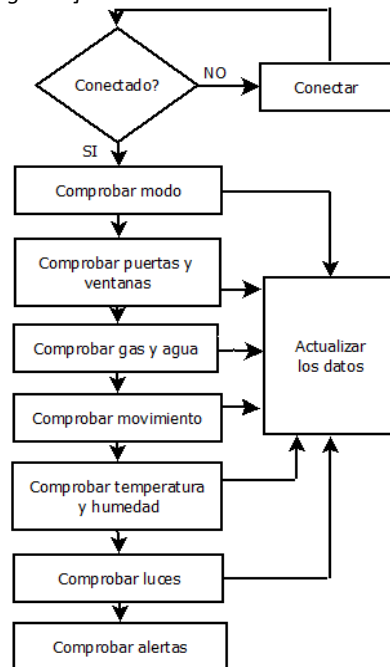 Conectado?
NO
Conectar
SI
Comprobar modo
Comprobar puertas y
ventanas
Comprobar gas y agua
Actualizar
los datos
Comprobar movimiento
Comprobar temperatura
y humedad
Comprobar luces
Comprobar alertas